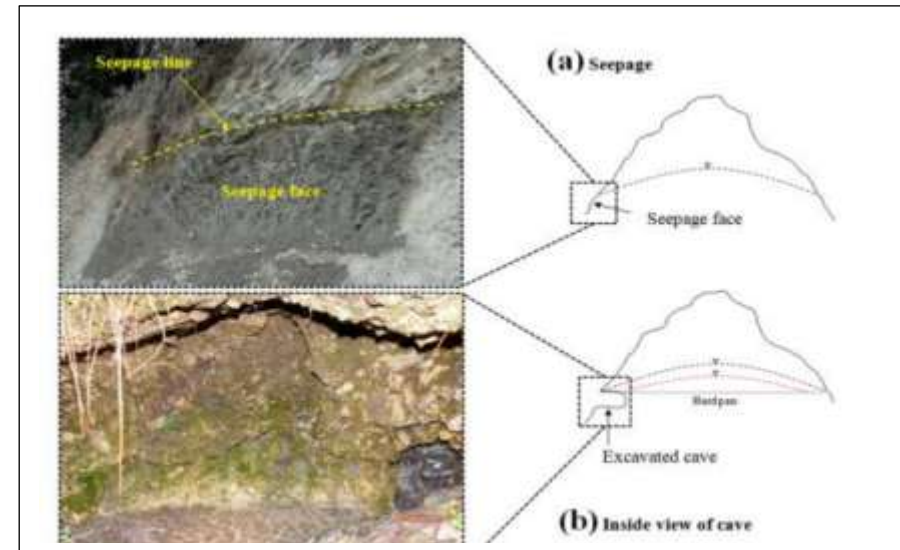 Seepage line
(a) Seepage
Seepage face
Seepage face
Hardpan
Excavated cave
(b) Inside view of cave